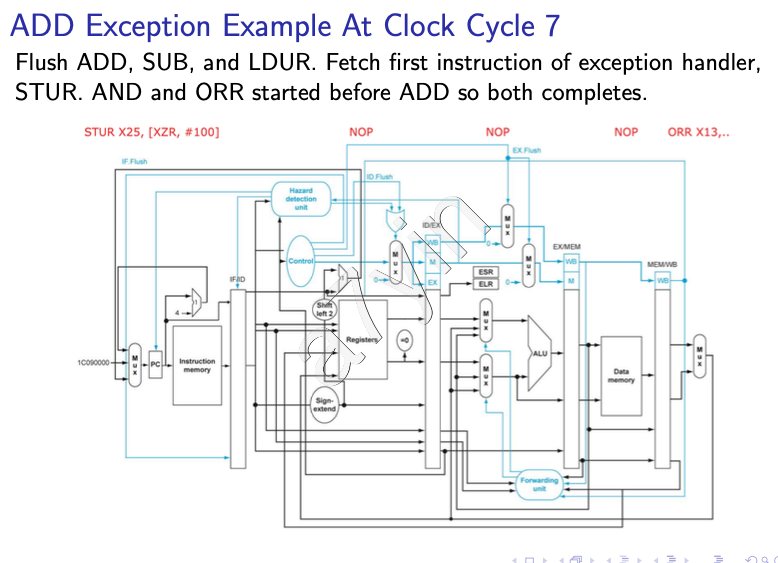 ADD Exception Example At Clock Cycle 7
Flush ADD, SUB, and LDUR. Fetch first instruction of exception handler,
STUR. AND and ORR started before ADD so both completes.
STUR X25, [XZR, #100]
NOP
NOP
NOP
ORR X13,..
IF.Flush
EX.Flush
ID.Flush
Hazard
detection
unit
M
u
x
ID/EX
WB
0
Control
M
u
x
0
M
EX
M
u
x
0
EX/MEM
WB
M
MEM/WB
WB
ESR
ELR
IF/ID
4
Shift
left 2
1C090000
M
u
x
PC
Instruction
memory
Registers
=0
M
u
x
M
u
x
ALU
Data
memory
M
u
x
Sign-
extend
Forwarding
unit